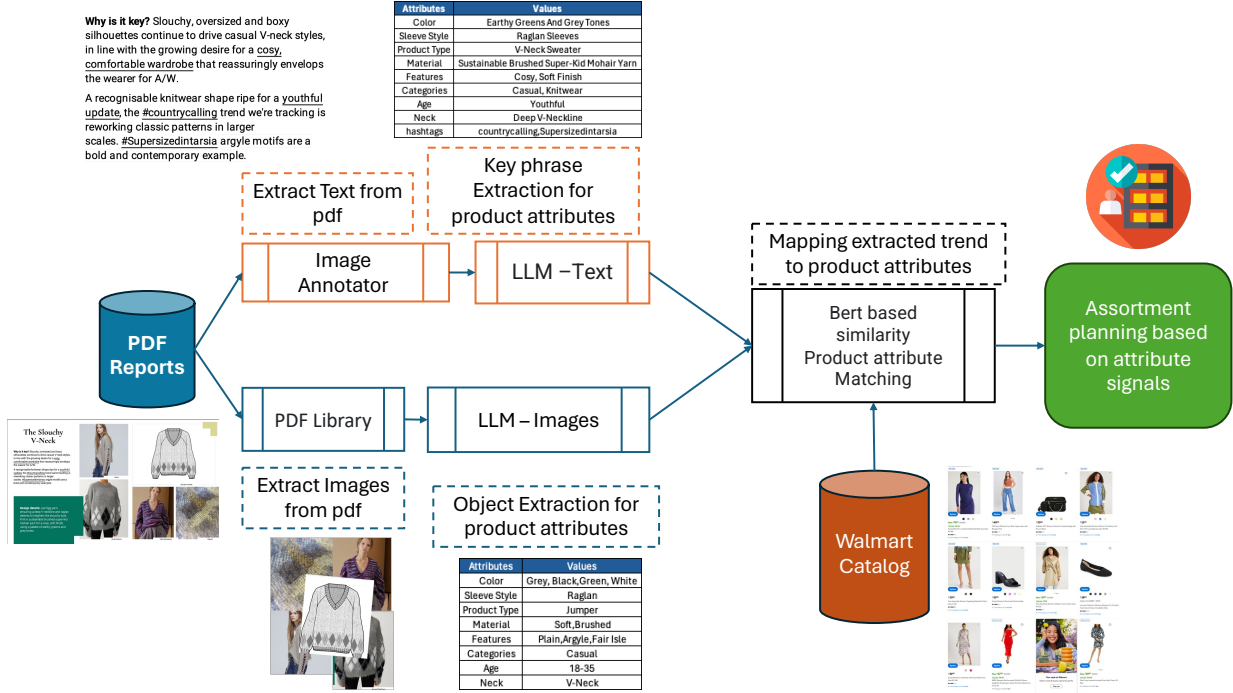 Why is it key? Slouchy, oversized and boxy
silhouettes continue to drive casual V-neck styles,
in line with the growing desire for a cosy,
comfortable wardrobe that reassuringly envelops
the wearer for A/W.
A recognisable knitwear shape ripe for a youthful
update, the #countrycalling trend we're tracking is
reworking classic patterns in larger
scales. #Supersizedintarsia argyle motifs are a
bold and contemporary example.
Attributes Values
Color Earthy Greens And Grey Tones
Sleeve Style Raglan Sleeves
Product Type V-Neck Sweater
Material Sustainable Brushed Super-Kid Mohair Yarn
Features Cosy, Soft Finish
Categories Casual, Knitwear
Age Youthful
Neck Deep V-Neckline
hashtags countrycalling,Supersizedintarsia
Extract Text from
pdf
Key phrase
Extraction for
product attributes
Image
Annotator
LLM –Text
Mapping extracted trend
to product attributes
PDF
Reports
Bert based
similarity
Product attribute
Matching
Assortment
planning based
on attribute
signals
PDF Library
LLM – Images
The Slouchy
V-Neck
Extract Images
from pdf
Object Extraction for
product attributes
Walmart
Catalog
Attributes Values
Color Grey, Black,Green, White
Sleeve Style Raglan
Product Type Jumper
Material Soft,Brushed
Features Plain,Argyle,Fair Isle
Categories Casual
Age 18-35
Neck V-Neck